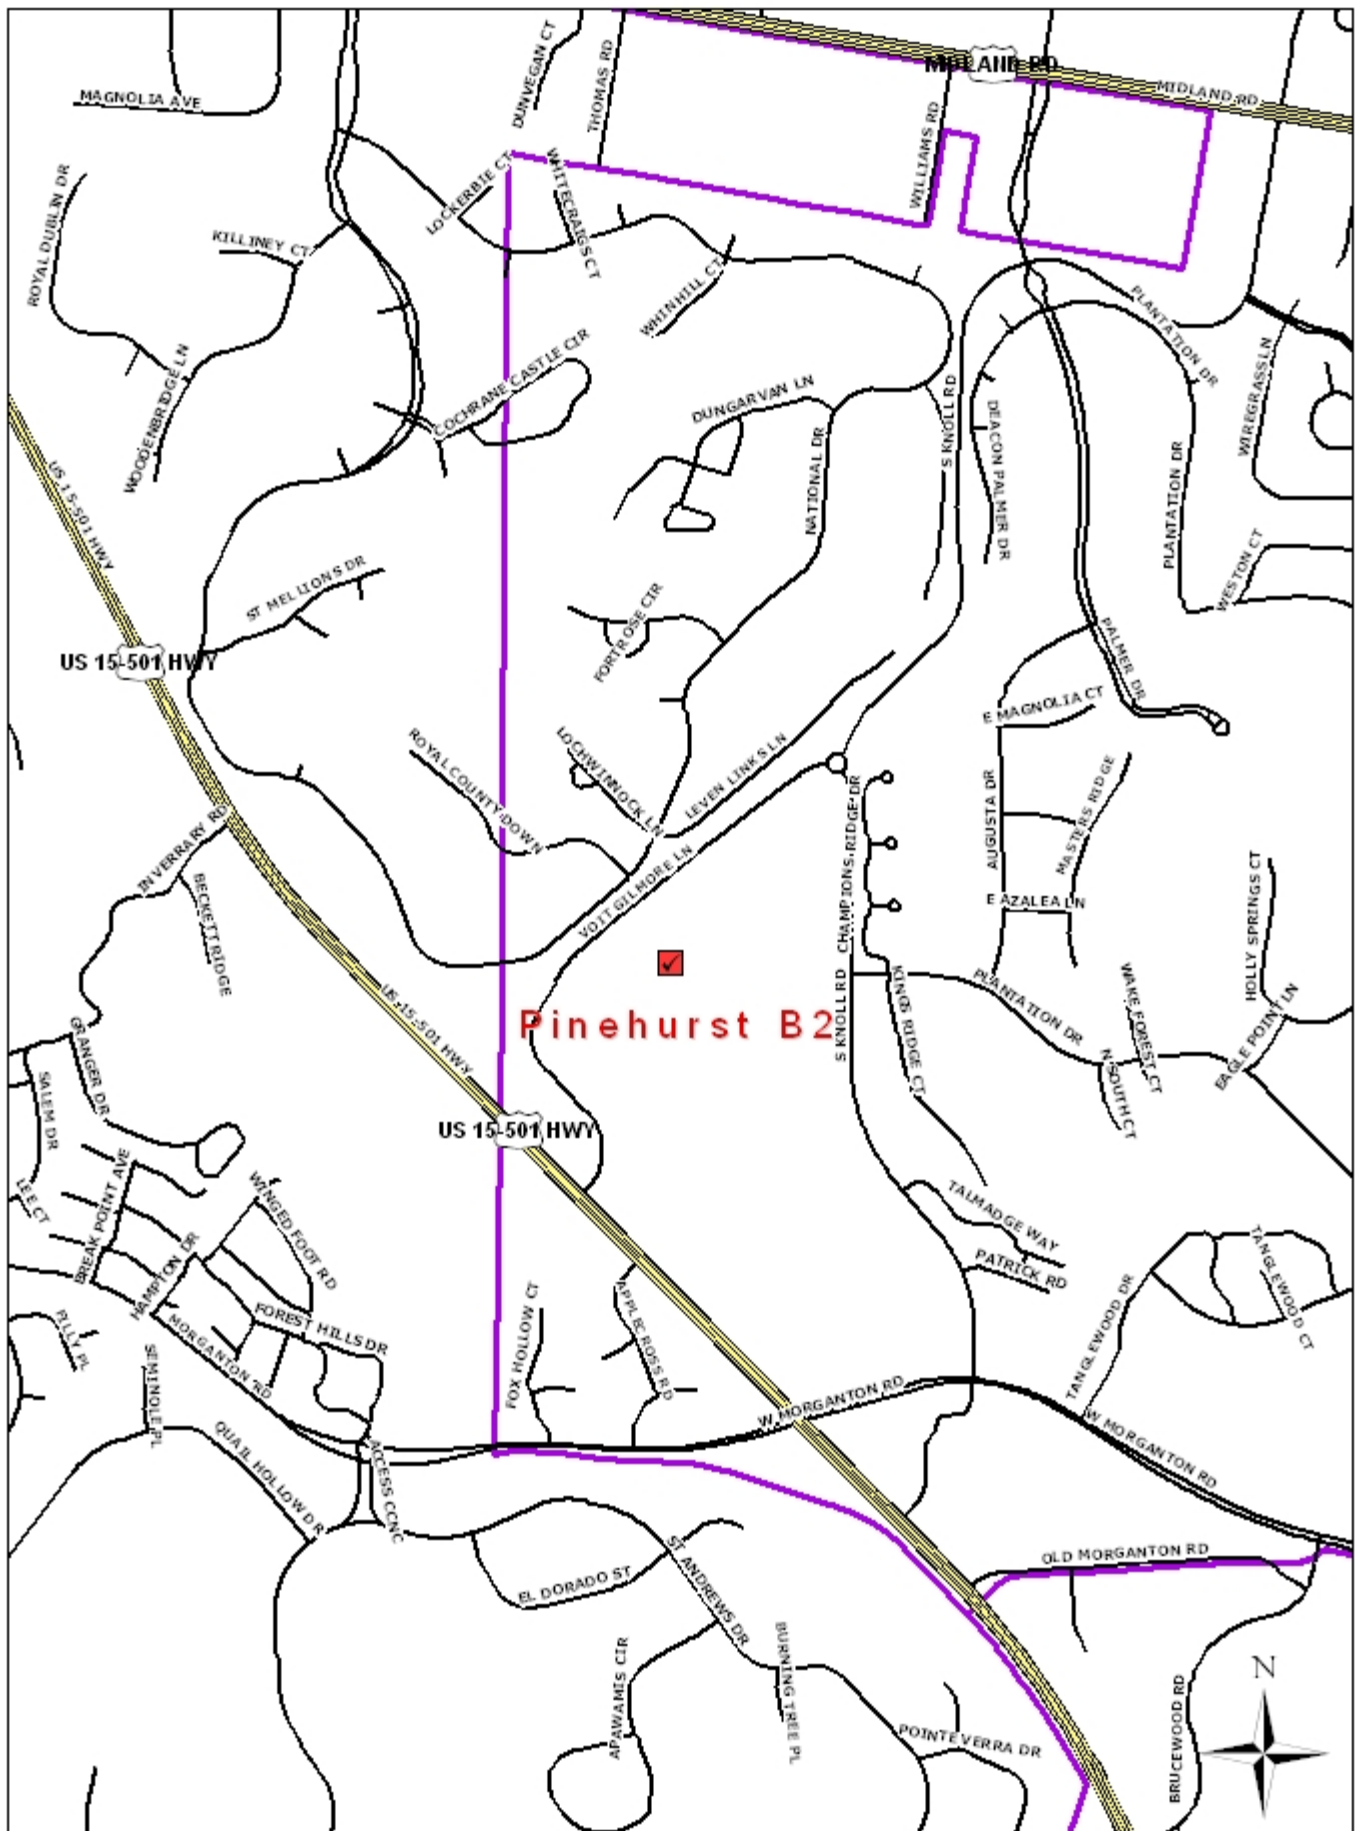 DUNVEGAN CT
THOMAS RD
MIDLAND RD
MIDLAND RD
MAGNOLIA AVE
WILLIAMS RD
LOCKERBIE CT
WHITECRAIGS CT
ROYAL DUBLIN DR
KILLINEY CT
WHINHILL CT
PLANTATION DR
COCHRANE CASTLE CIR
WOODENBRIDGE LN
DUNGARVAN LN
S KNOLL RD
DEACON PALMER DR
WIREGRASS LN
NATIONAL DR
PLANTATION DR
US 15-501 HWY
WESTON CT
ST MELLIONS DR
FORTROSE CIR
US 15-501 HWY
PALMER DR
E MAGNOLIA CT
ROYAL COUNTY DOWN
LOCHWINNOCK LN
LEVEN LINKS LN
AUGUSTA DR
MASTERS RIDGE
INVERRARY RD
CHAMPIONS RIDGE DR
VOIT GILMORE LN
BECKETT RIDGE
E AZALEA LN
HOLLY SPRINGS CT
S KNOLL RD
KINGS RIDGE CT
PLANTATION DR
WAKE FOREST CT
EAGLE POINT LN
Pinehurst B2
US 15-501 HWY
GRANGER DR
SALEM DR
N SOUTH CT
US 15-501 HWY
LEE CT
BREAK POINT AVE
WINGED FOOT RD
HAMPTON DR
TALMADGE WAY
PATRICK RD
TANGLEWOOD DR
TANGLEWOOD CT
FOX HOLLOW CT
APPLECROSS RD
FOREST HILLS DR
MORGANTON RD
SEMINOLE PL
W MORGANTON RD
W MORGANTON RD
QUAIL HOLLOW DR
ACCESS CCNC
OLD MORGANTON RD
EL DORADO ST
ST ANDREWS DR
APAWAMIS CIR
BURNING TREE PL
POINTE VERRA DR
BRUCEWOOD RD
N